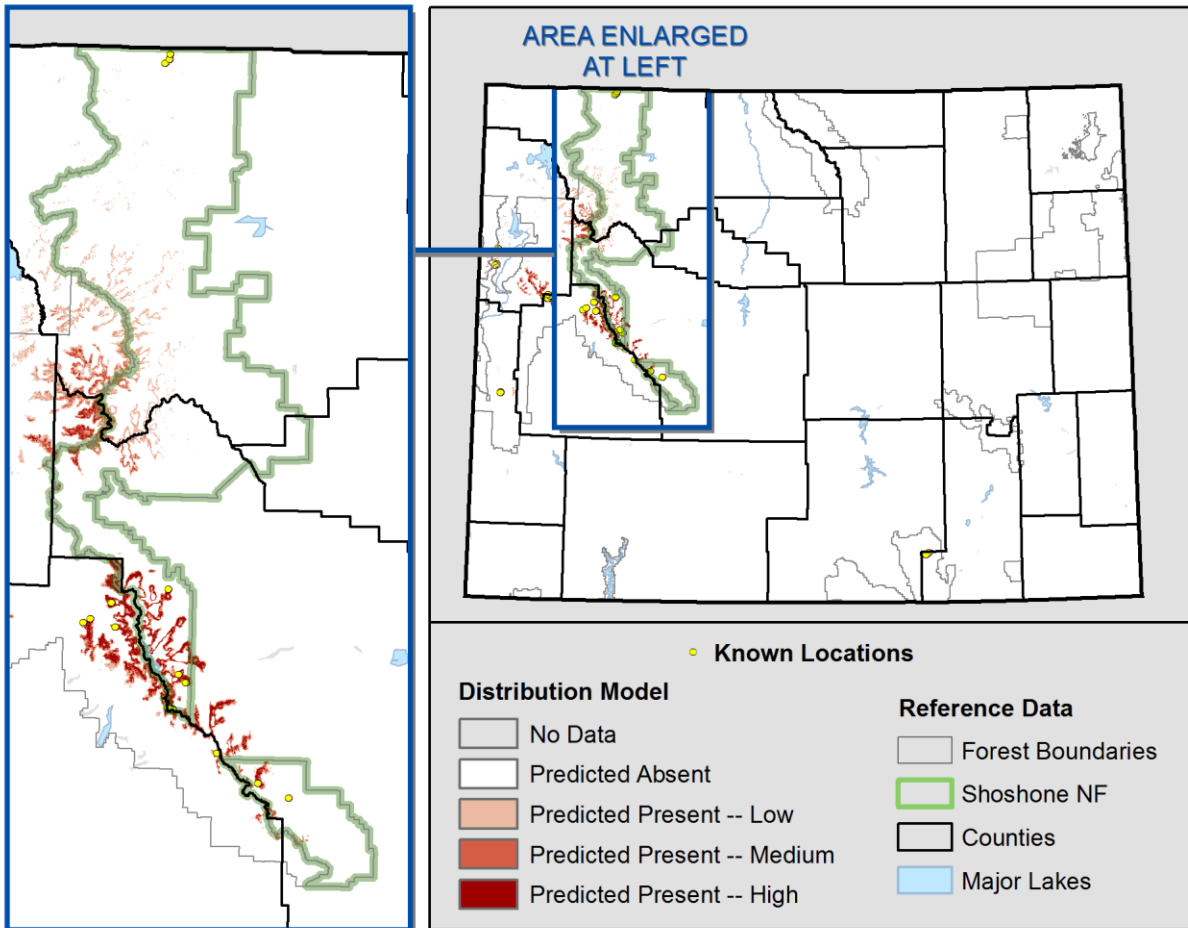 AREA ENLARGED
AT LEFT
Known Locations
Distribution Model
No Data
Predicted Absent
Predicted Present -- Low
Predicted Present -- Medium
Predicted Present -- High
Reference Data
Forest Boundaries
Shoshone NF
Counties
Major Lakes